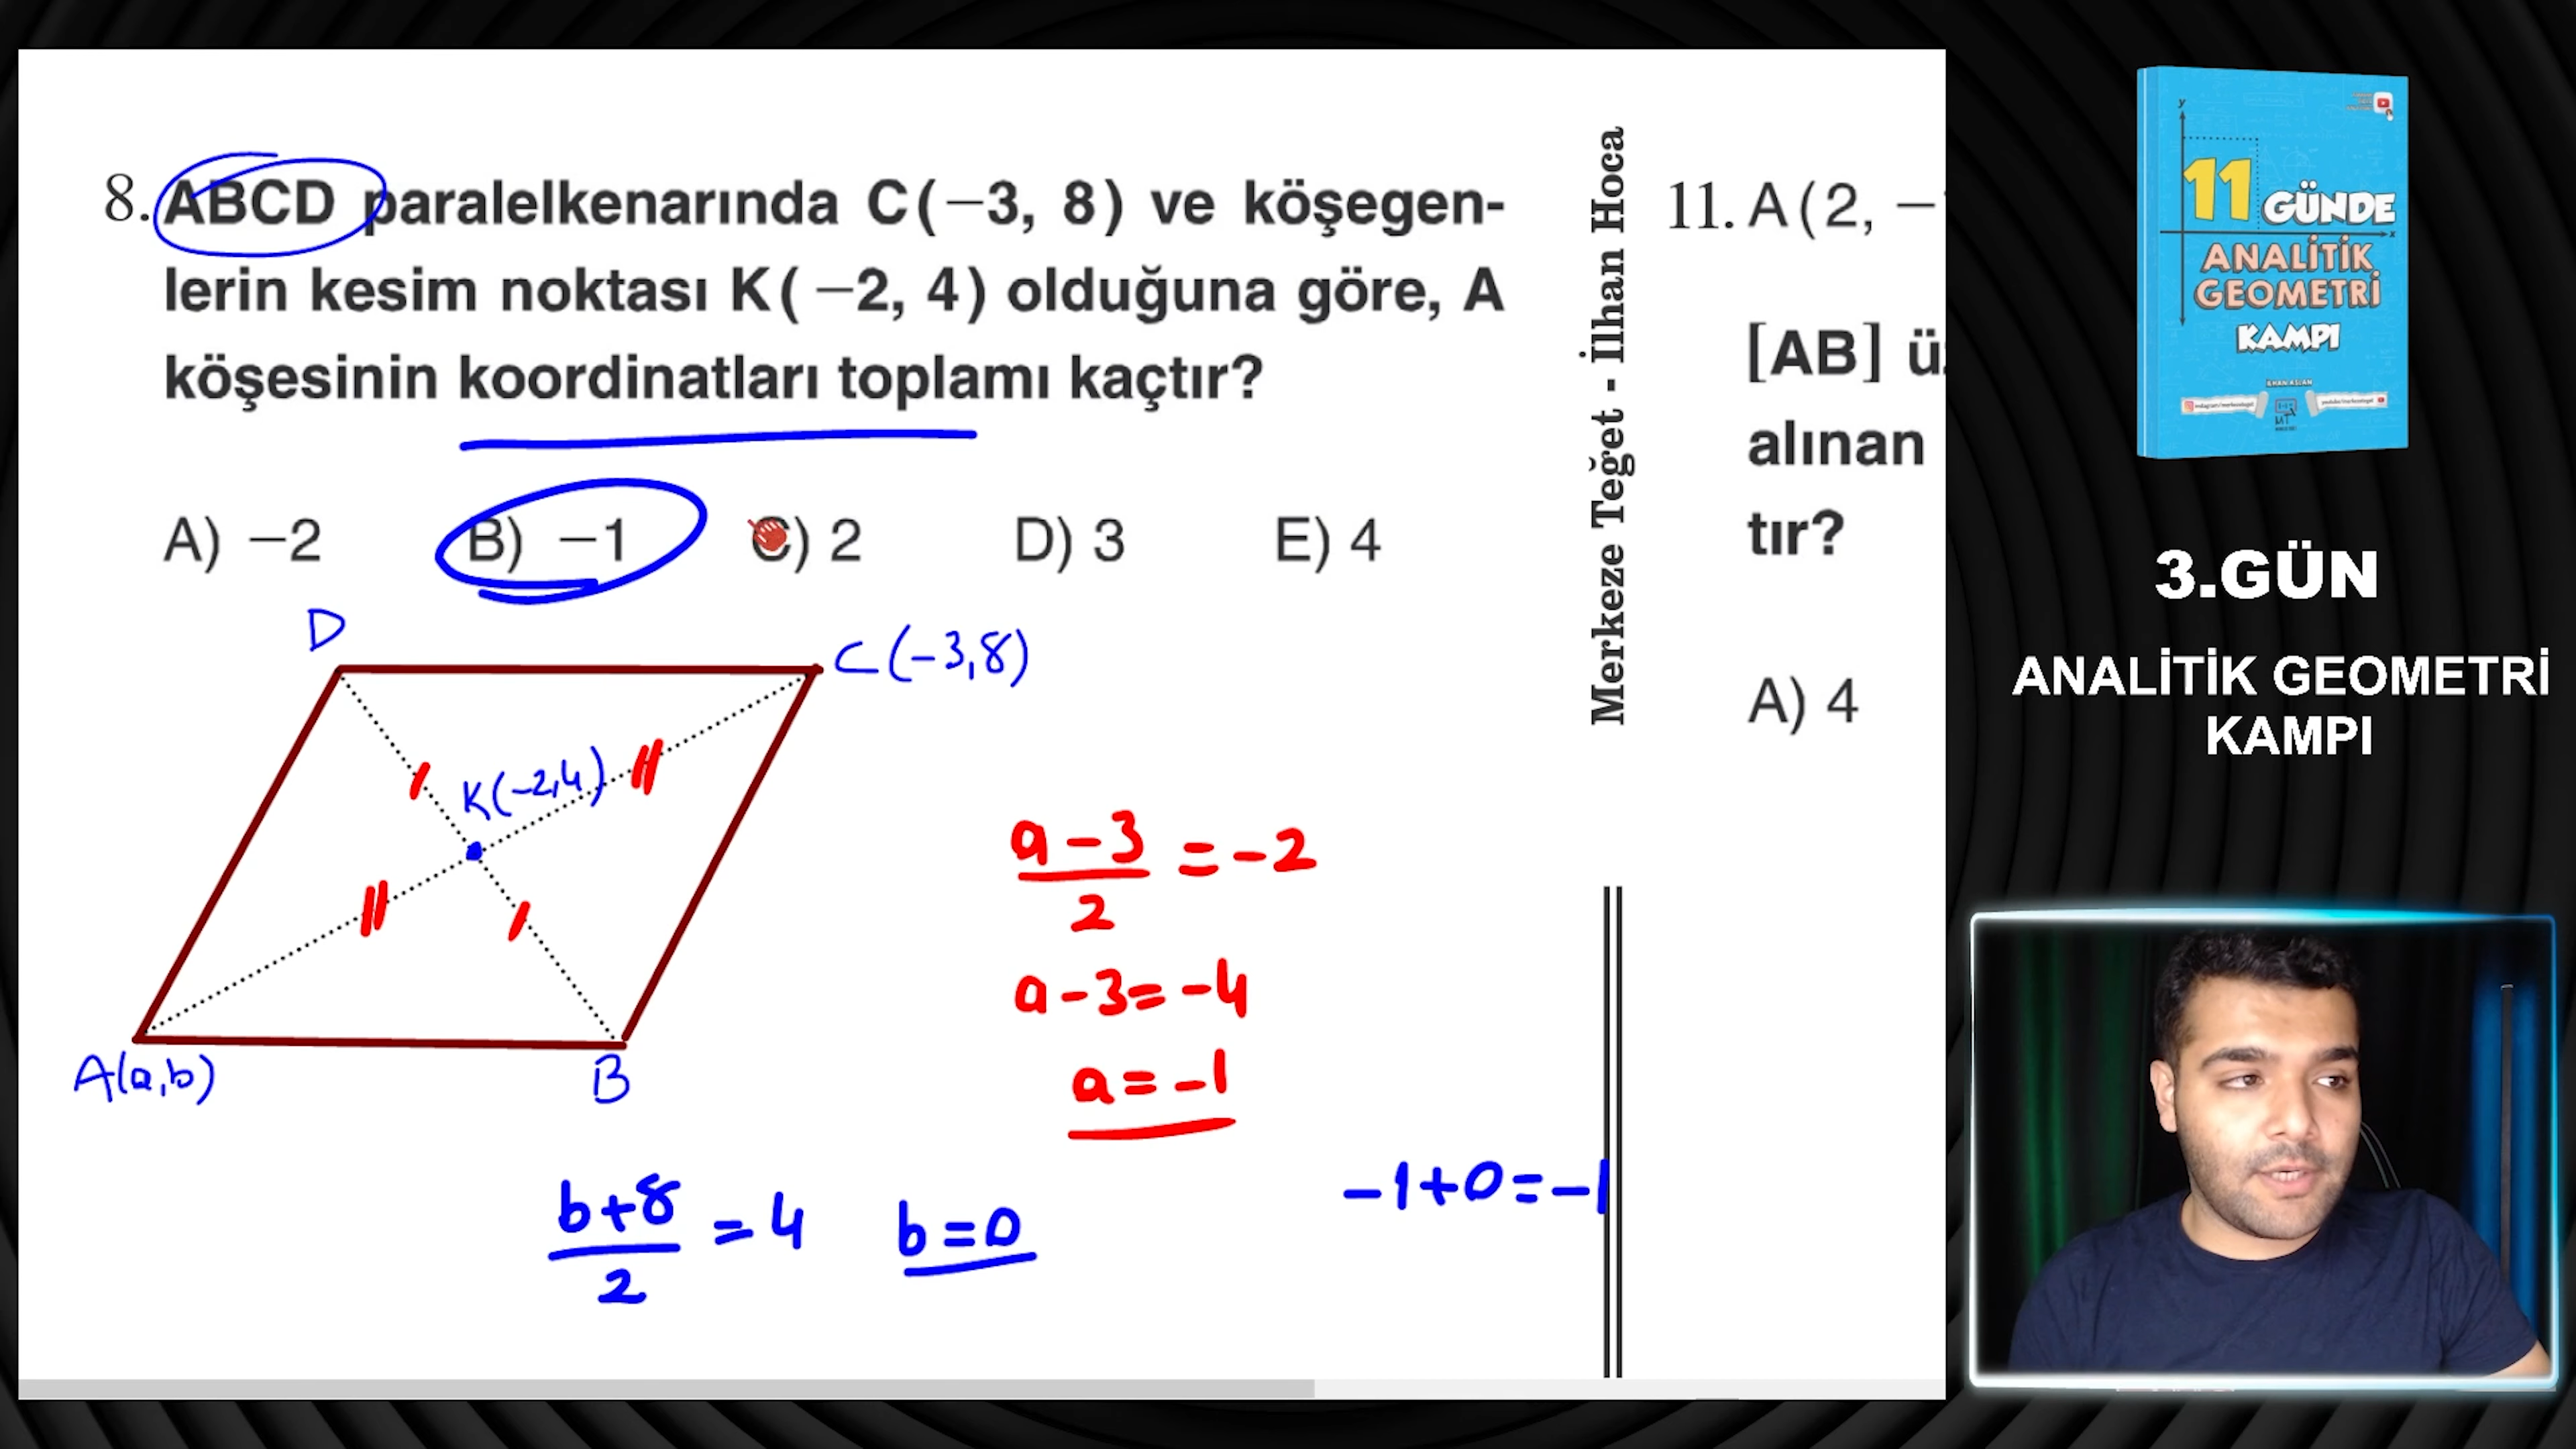 8. ABCD paralelkenarında C(−3, 8) ve köşegen-
lerin kesim noktası K( −2, 4) olduğuna göre, A
köşesinin koordinatları toplamı kaçtır?
A) −2 B) −1 C) 2 D) 3 E) 4
D
C(-3,8)
K(-2,4)
A(a,b)
B
a-3
2
= -2
a-3=-4
a=-1
b+8
2
= 4
b=0
-1+0=-1
Merkeze Teğet - İlhan Hoca
11. A(2, −
[AB]
alınan
tır?
A) 4
y
x
11 GÜNDE
ANALİTİK
GEOMETRİ
KAMPI
İLHAN ASLAN
3.GÜN
ANALİTİK GEOMETRİ
KAMPI